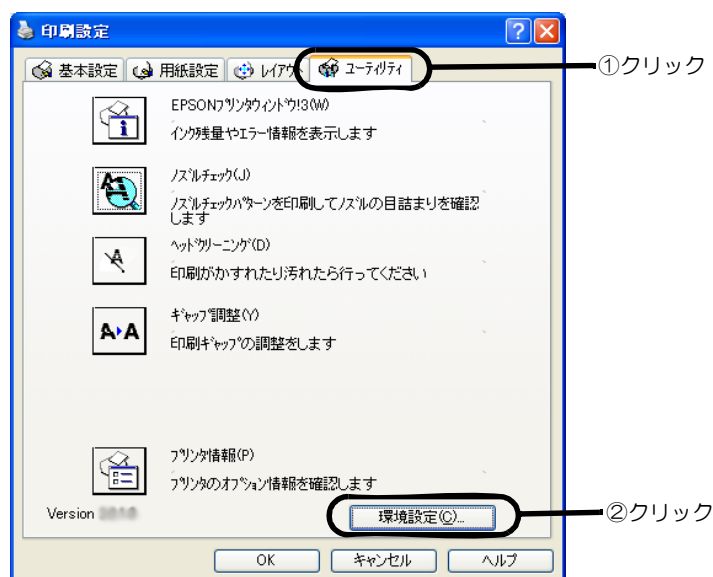 印刷設定
基本設定 用紙設定 レイアウト ユーティリティ
①クリック
EPSONプリンタウィンドウ!3(W)
インク残量やエラー情報を表示します
ノズルチェック(J)
ノズルチェックパターンを印刷してノズルの目詰まりを確認
します
ヘッドクリーニング(D)
印刷がかすれたり汚れたら行ってください
ギャップ調整(Y)
印刷ギャップの調整をします
プリンタ情報(P)
プリンタのオプション情報を確認します
Version
環境設定(C)...
②クリック
OK キャンセル ヘルプ